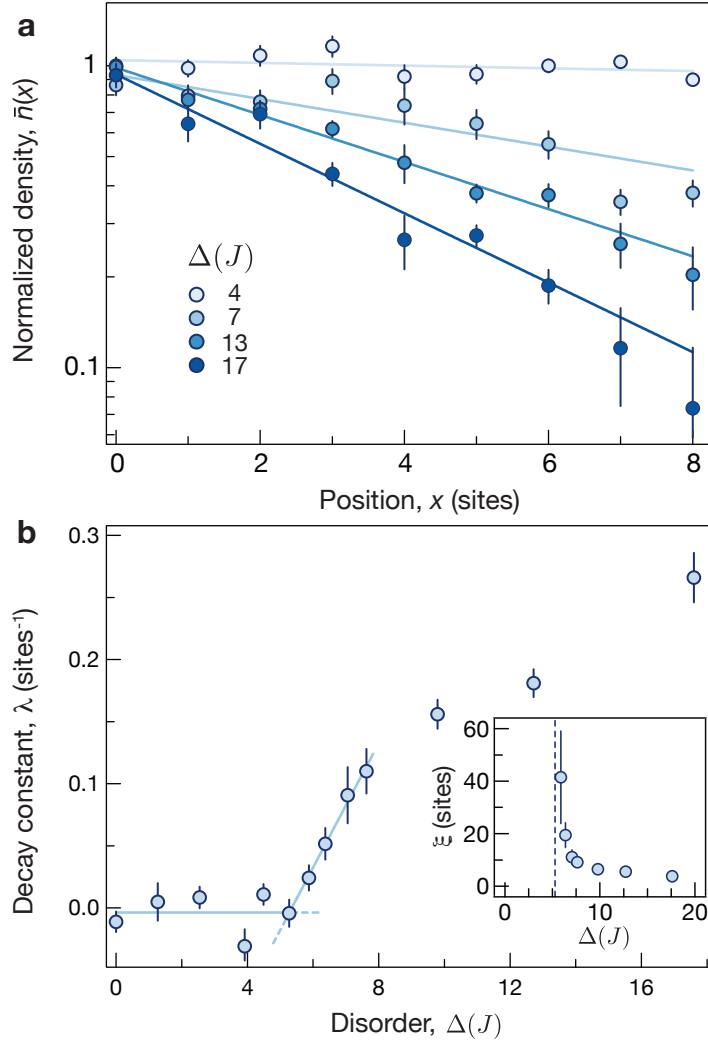 a
Normalized density, n̄(x)
1
0.1
Δ(J)
4
7
13
17
0 2 4 6 8
Position, x (sites)
b
Decay constant, λ (sites⁻¹)
0.3
0.2
0.1
0.0
0 4 8 12 16
Disorder, Δ(J)
ξ (sites)
60
40
20
0
0 10 20
Δ(J)